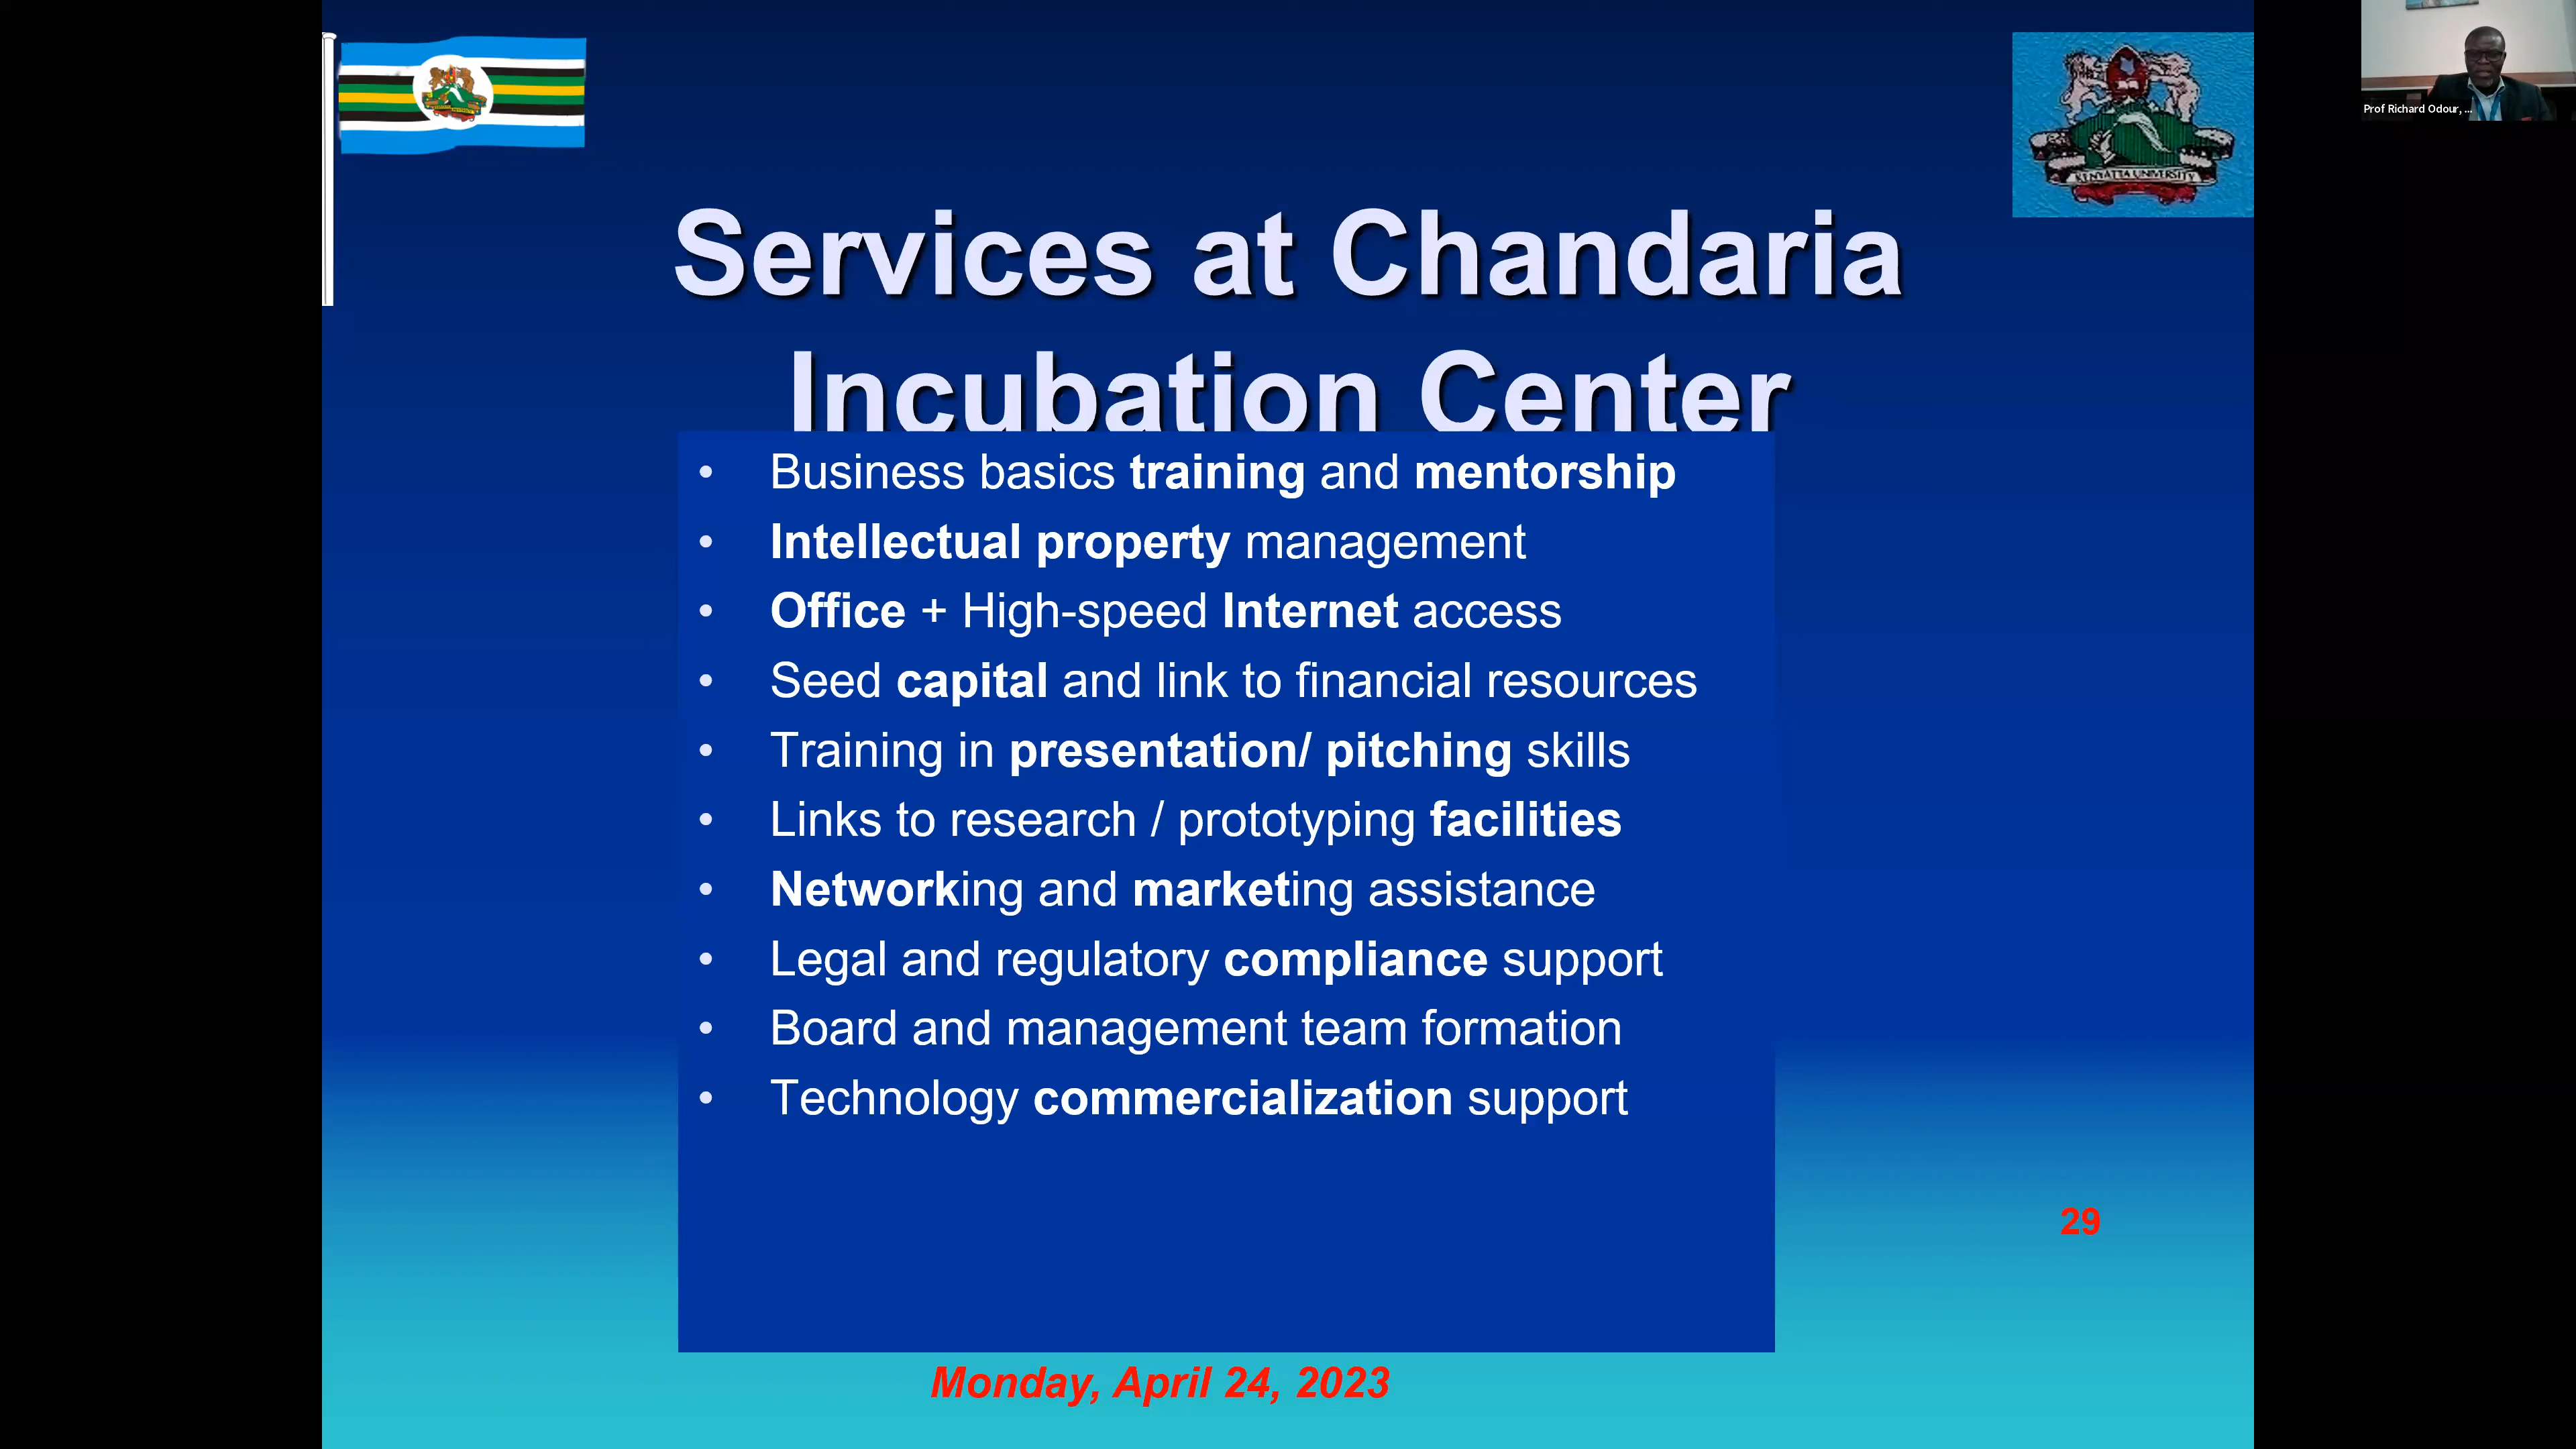 Prof Richard Odour, ...
KENYATTA UNIVERSITY
Services at Chandaria
Incubation Center
• Business basics training and mentorship
• Intellectual property management
• Office + High-speed Internet access
• Seed capital and link to financial resources
• Training in presentation/ pitching skills
• Links to research / prototyping facilities
• Networking and marketing assistance
• Legal and regulatory compliance support
• Board and management team formation
• Technology commercialization support
29
Monday, April 24, 2023